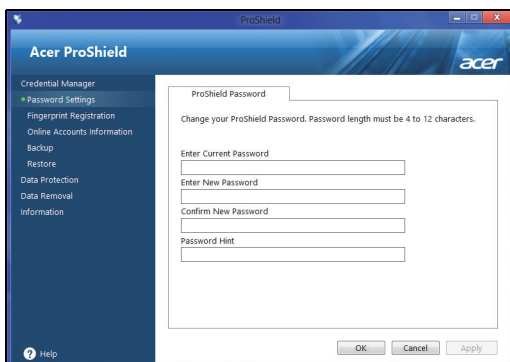 ProShield
Acer ProShield
acer
Credential Manager
Password Settings
Fingerprint Registration
Online Accounts Information
Backup
Restore
Data Protection
Data Removal
Information
Help
ProShield Password
Change your ProShield Password. Password length must be 4 to 12 characters.
Enter Current Password
Enter New Password
Confirm New Password
Password Hint
OK
Cancel
Apply